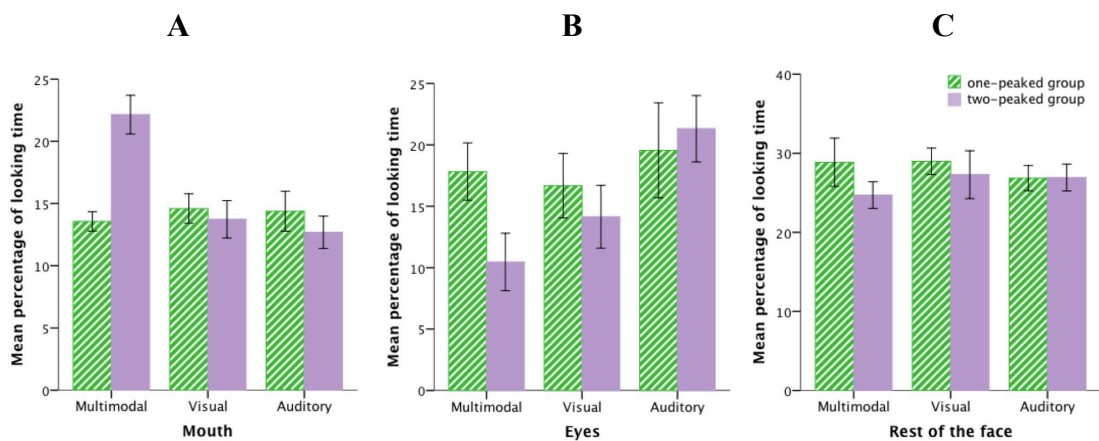 A
B
C
Mean percentage of looking time
25
20
15
10
5
0
Multimodal Visual Auditory
Mouth
Mean percentage of looking time
25
20
15
10
5
0
Multimodal Visual Auditory
Eyes
Mean percentage of looking time
40
30
20
10
0
one-peaked group
two-peaked group
Multimodal Visual Auditory
Rest of the face